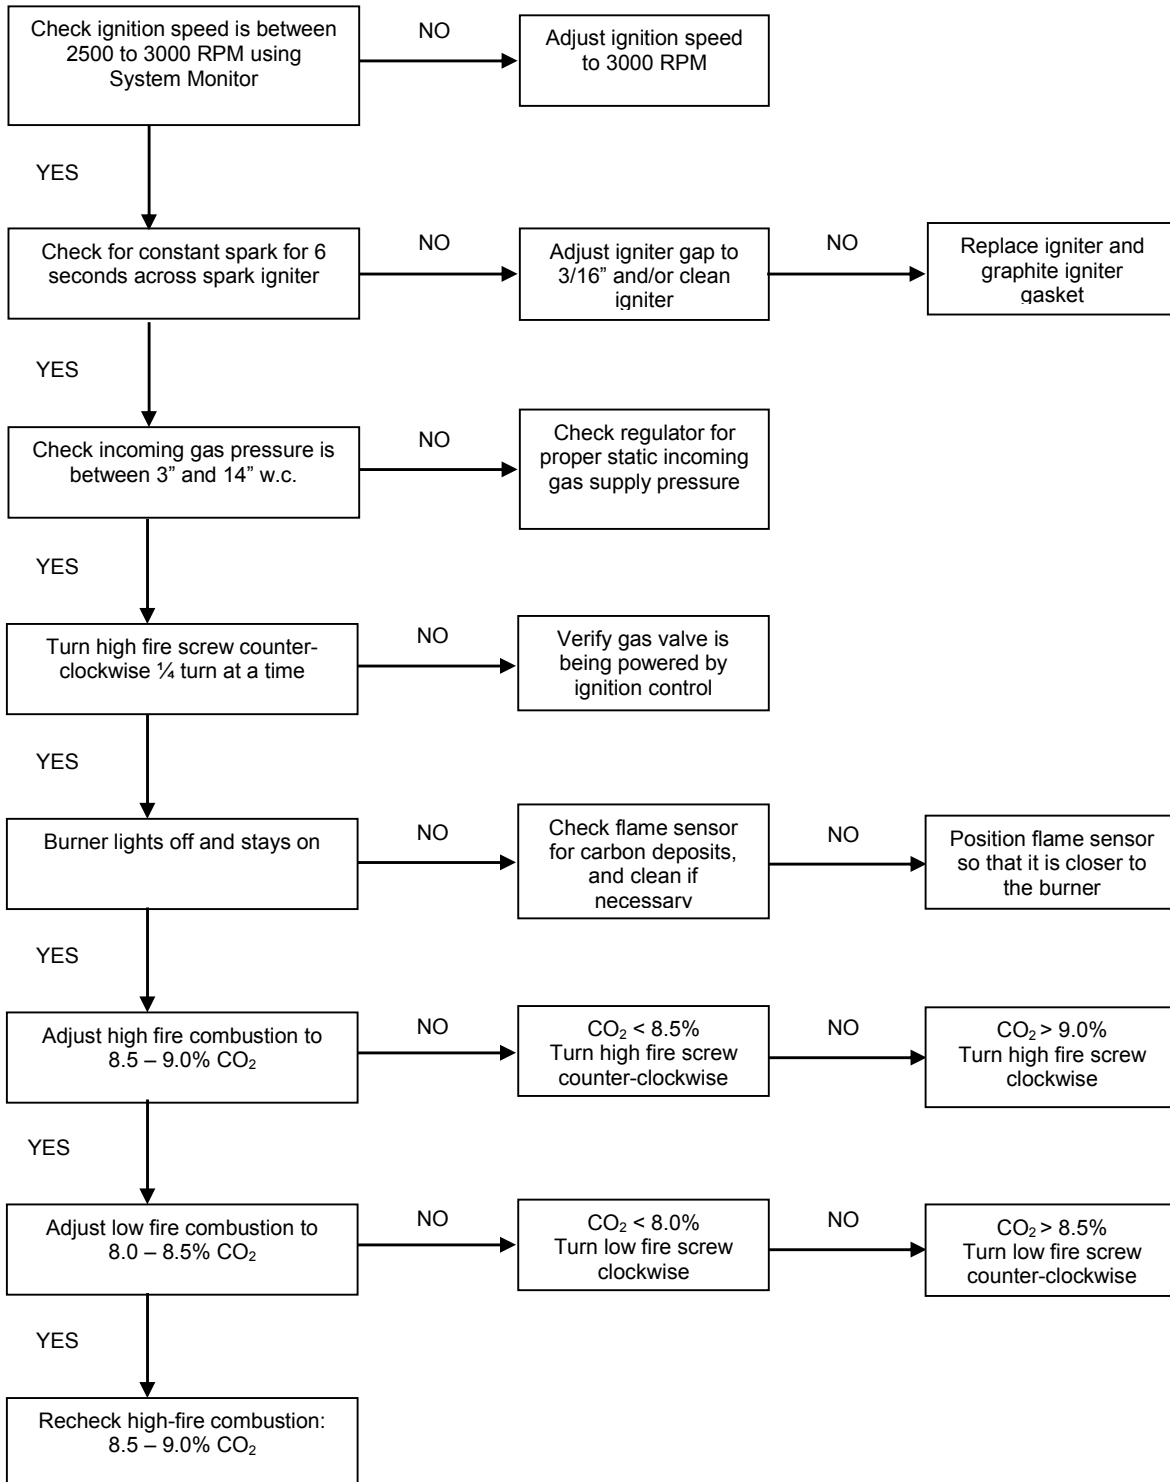 Check ignition speed is between
2500 to 3000 RPM using
System Monitor
NO
Adjust ignition speed
to 3000 RPM
YES
Check for constant spark for 6
seconds across spark igniter
NO
Adjust igniter gap to
3/16” and/or clean
igniter
NO
Replace igniter and
graphite igniter
gasket
YES
Check incoming gas pressure is
between 3” and 14” w.c.
NO
Check regulator for
proper static incoming
gas supply pressure
YES
Turn high fire screw counter-
clockwise ¼ turn at a time
NO
Verify gas valve is
being powered by
ignition control
YES
Burner lights off and stays on
NO
Check flame sensor
for carbon deposits,
and clean if
necessary
NO
Position flame sensor
so that it is closer to
the burner
YES
Adjust high fire combustion to
8.5 – 9.0% CO₂
NO
CO₂ < 8.5%
Turn high fire screw
counter-clockwise
NO
CO₂ > 9.0%
Turn high fire screw
clockwise
YES
Adjust low fire combustion to
8.0 – 8.5% CO₂
NO
CO₂ < 8.0%
Turn low fire screw
clockwise
NO
CO₂ > 8.5%
Turn low fire screw
counter-clockwise
YES
Recheck high-fire combustion:
8.5 – 9.0% CO₂